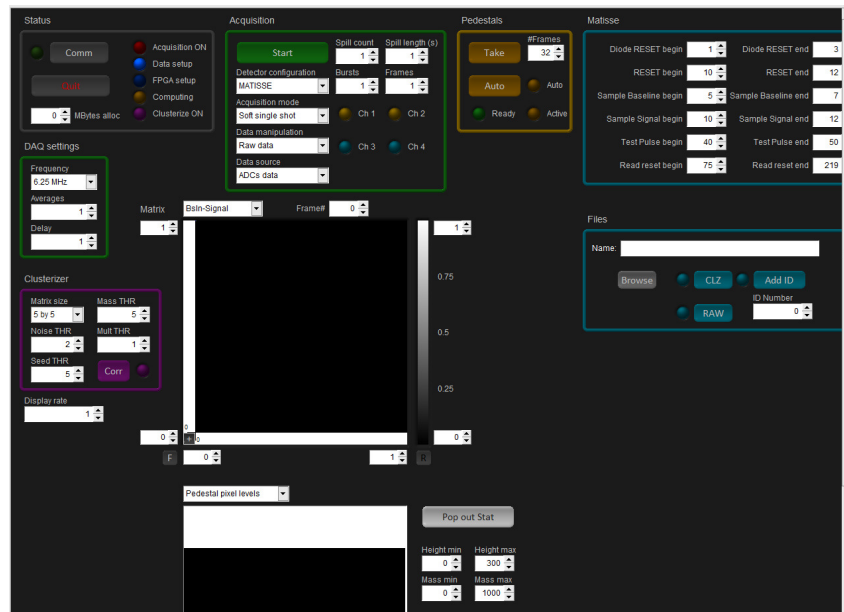 Status
Comm
Acquisition ON
Data setup
FPGA setup
Computing
Clusterize ON
0 MBytes alloc
Acquisition
Start
Spill count Spill length (s)
1 1
Detector configuration Bursts Frames
MATISSE 1 1
Acquisition mode
Soft single shot Ch 1 Ch 2
Data manipulation
Raw data Ch 3 Ch 4
Data source
ADCs data
Pedestals
#Frames
Take 32
Auto Auto
Ready Active
Matisse
Diode RESET begin 1 Diode RESET end 3
RESET begin 10 RESET end 12
Sample Baseline begin 5 Sample Baseline end 7
Sample Signal begin 10 Sample Signal end 12
Test Pulse begin 40 Test Pulse end 50
Read reset begin 75 Read reset end 219
DAQ settings
Frequency
6.25 MHz
Averages
1
Delay
1
Matrix Bsln-Signal Frame# 0
1 1
0.75
0.5
0.25
0 0
0
0
F 0 1 R
Files
Name:
Browse CLZ Add ID
RAW ID Number
0
Clusterizer
Matrix size Mass THR
5 by 5 5
Noise THR Mult THR
2 1
Seed THR
5 Corr
Display rate
1
Pedestal pixel levels
Pop out Stat
Height min Height max
0 300
Mass min Mass max
0 1000